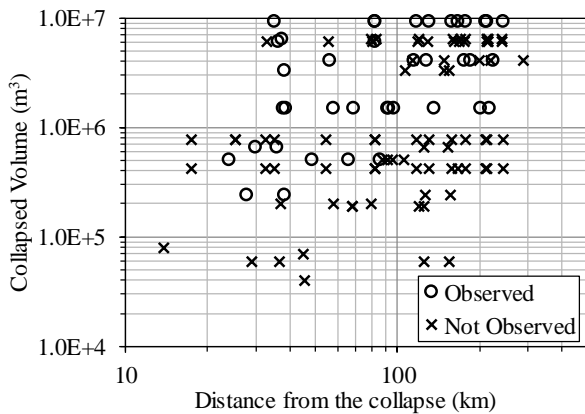 1.0E+7
1.0E+6
1.0E+5
1.0E+4
Collapsed Volume (m³)
10
100
Distance from the collapse (km)
Observed
Not Observed